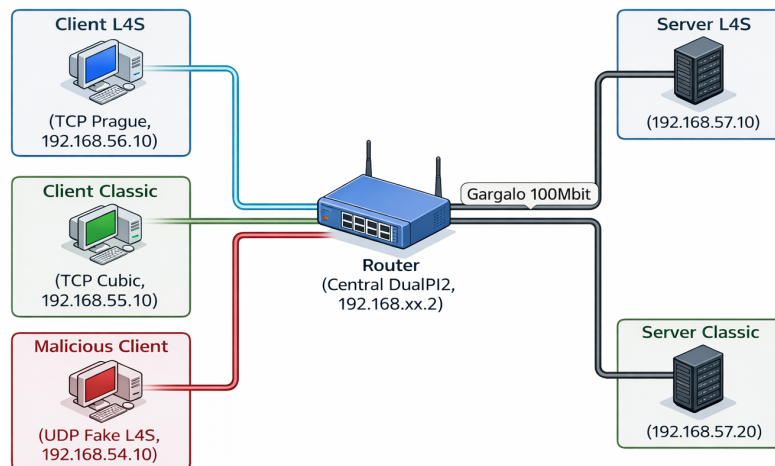 Client L4S
(TCP Prague,
192.168.56.10)
Client Classic
(TCP Cubic,
192.168.55.10)
Malicious Client
(UDP Fake L4S,
192.168.54.10)
Router
(Central DualPI2,
192.168.xx.2)
Gargalo 100Mbit
Server L4S
(192.168.57.10)
Server Classic
(192.168.57.20)